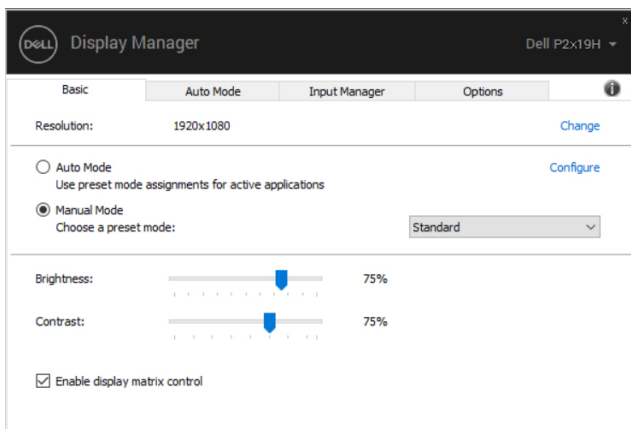 x
DELL Display Manager Dell P2x19H
Basic Auto Mode Input Manager Options i
Resolution: 1920x1080 Change
Auto Mode Configure
Use preset mode assignments for active applications
Manual Mode
Choose a preset mode: Standard
Brightness: 75%
Contrast: 75%
Enable display matrix control